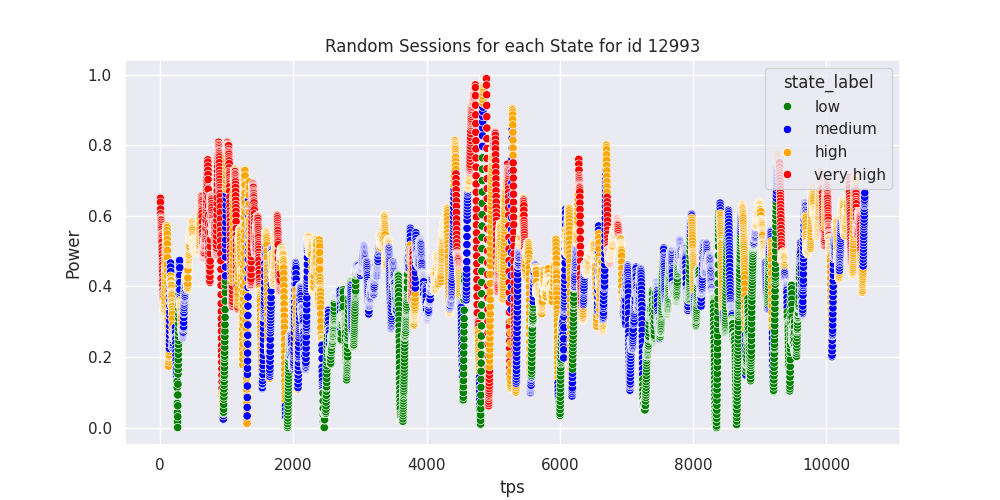 Random Sessions for each State for id 12993
Power
1.0
0.8
0.6
0.4
0.2
0.0
state_label
low
medium
high
very high
0
2000
4000
6000
8000
10000
tps